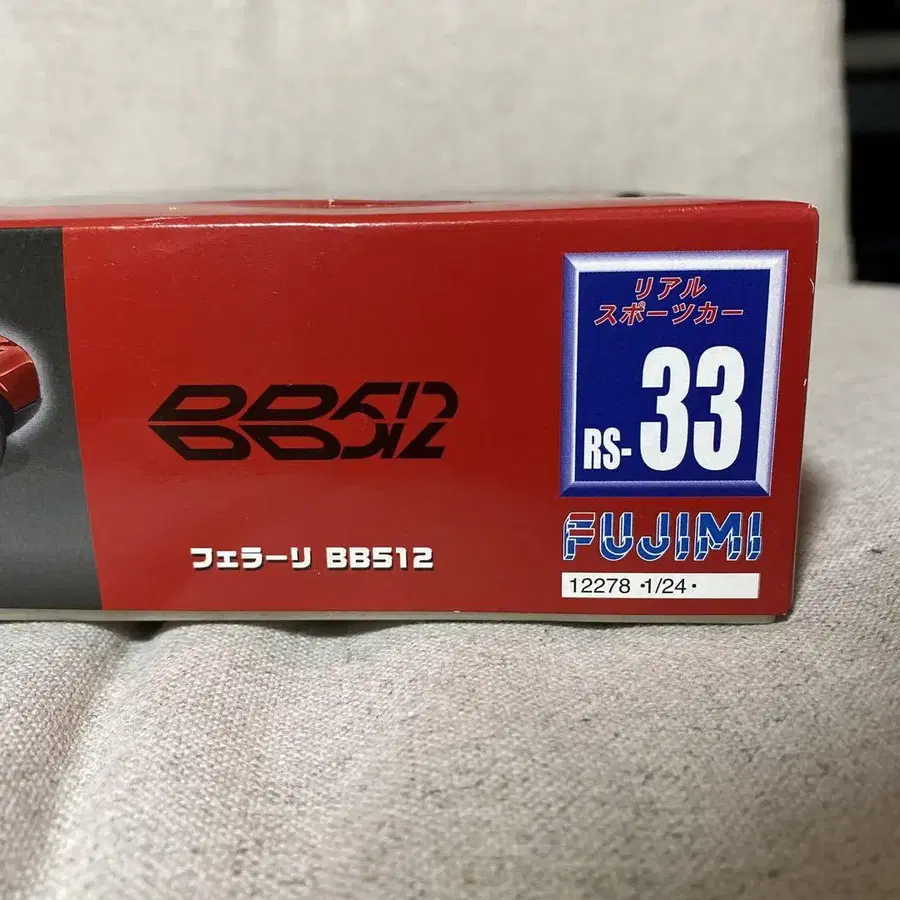 BB512
フェラーリ BB512
リアル
スポーツカー
RS-33
FUJIMI
12278 ･1/24･